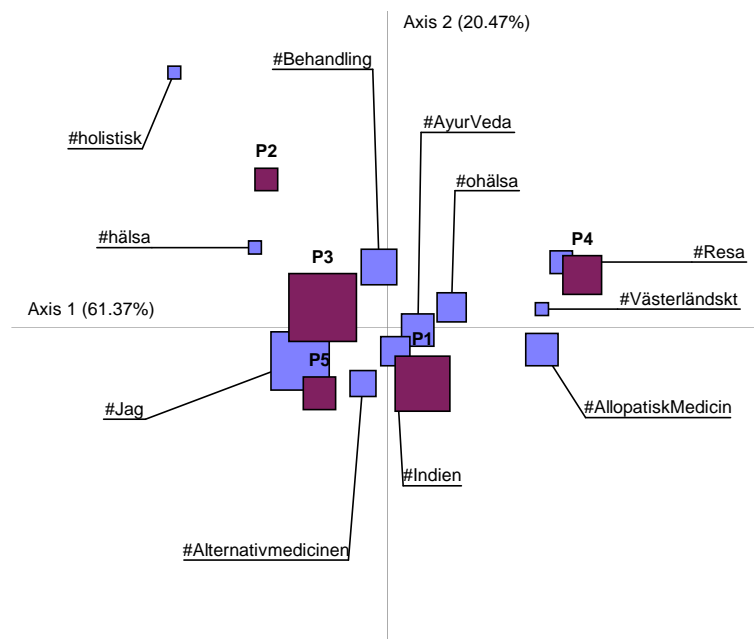 Axis 2 (20.47%)
#Behandling
#AyurVeda
#holistisk
P2
#ohälsa
#hälsa
P3
P4
#Resa
#Västerländskt
Axis 1 (61.37%)
P1
P5
#Jag
#AllopatiskMedicin
#Indien
#Alternativmedicinen